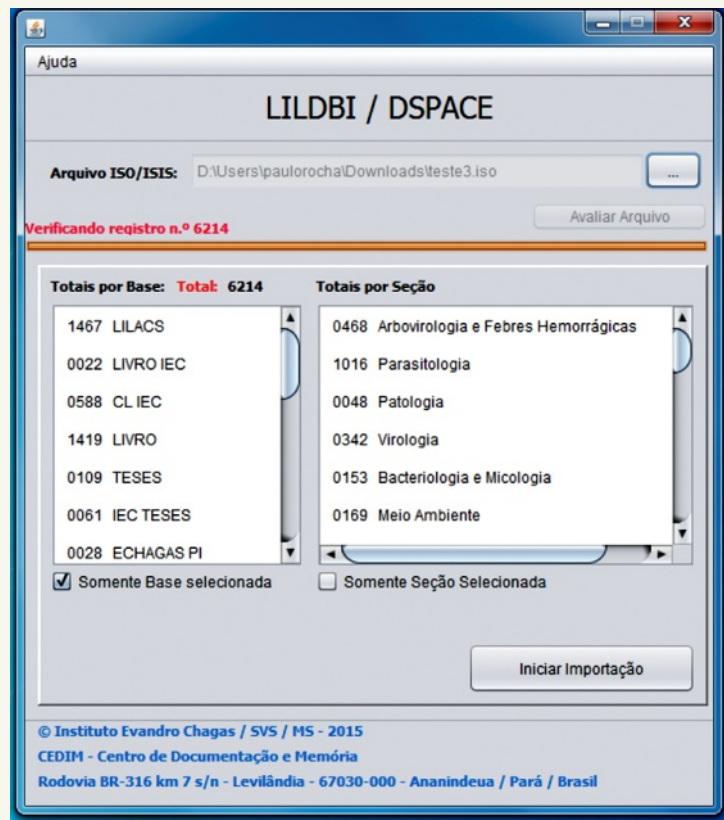 Ajuda
LILDBI / DSPACE
Arquivo ISO/ISIS: D:\Users\paulorocha\Downloads\teste3.iso ...
Avaliar Arquivo
Verificando registro n.º 6214
Totais por Base: Total: 6214
1467 LILACS
0022 LIVRO IEC
0588 CL IEC
1419 LIVRO
0109 TESES
0061 IEC TESES
0028 ECHAGAS PI
Somente Base selecionada
Totais por Seção
0468 Arbovirologia e Febres Hemorrágicas
1016 Parasitologia
0048 Patologia
0342 Virologia
0153 Bacteriologia e Micologia
0169 Meio Ambiente
Somente Seção Selecionada
Iniciar Importação
© Instituto Evandro Chagas / SVS / MS - 2015
CEDIM - Centro de Documentação e Memória
Rodovia BR-316 km 7 s/n - Levilândia - 67030-000 - Ananindeua / Pará / Brasil